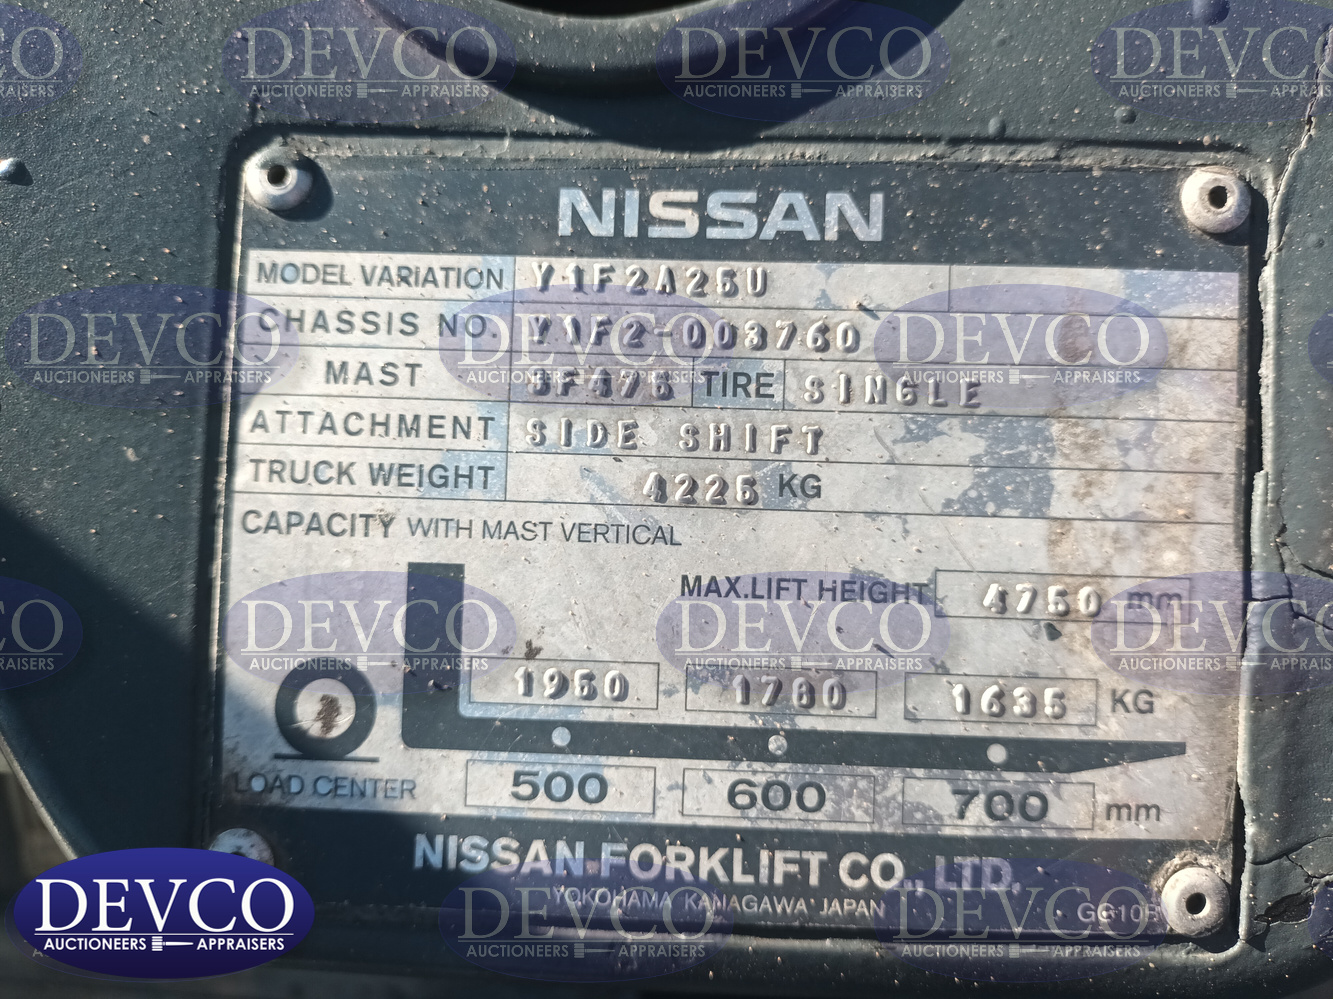 NISSAN
MODEL VARIATION Y1F2A25U
CHASSIS NO. Y1F2-003760
MAST 3F475 TIRE SINGLE
ATTACHMENT SIDE SHIFT
TRUCK WEIGHT 4225 KG
CAPACITY WITH MAST VERTICAL
MAX.LIFT HEIGHT 4750 mm
1950 1780 1635 KG
LOAD CENTER 500 600 700 mm
NISSAN FORKLIFT CO., LTD.
YOKOHAMA KANAGAWA JAPAN
DEVCO
AUCTIONEERS APPRAISERS